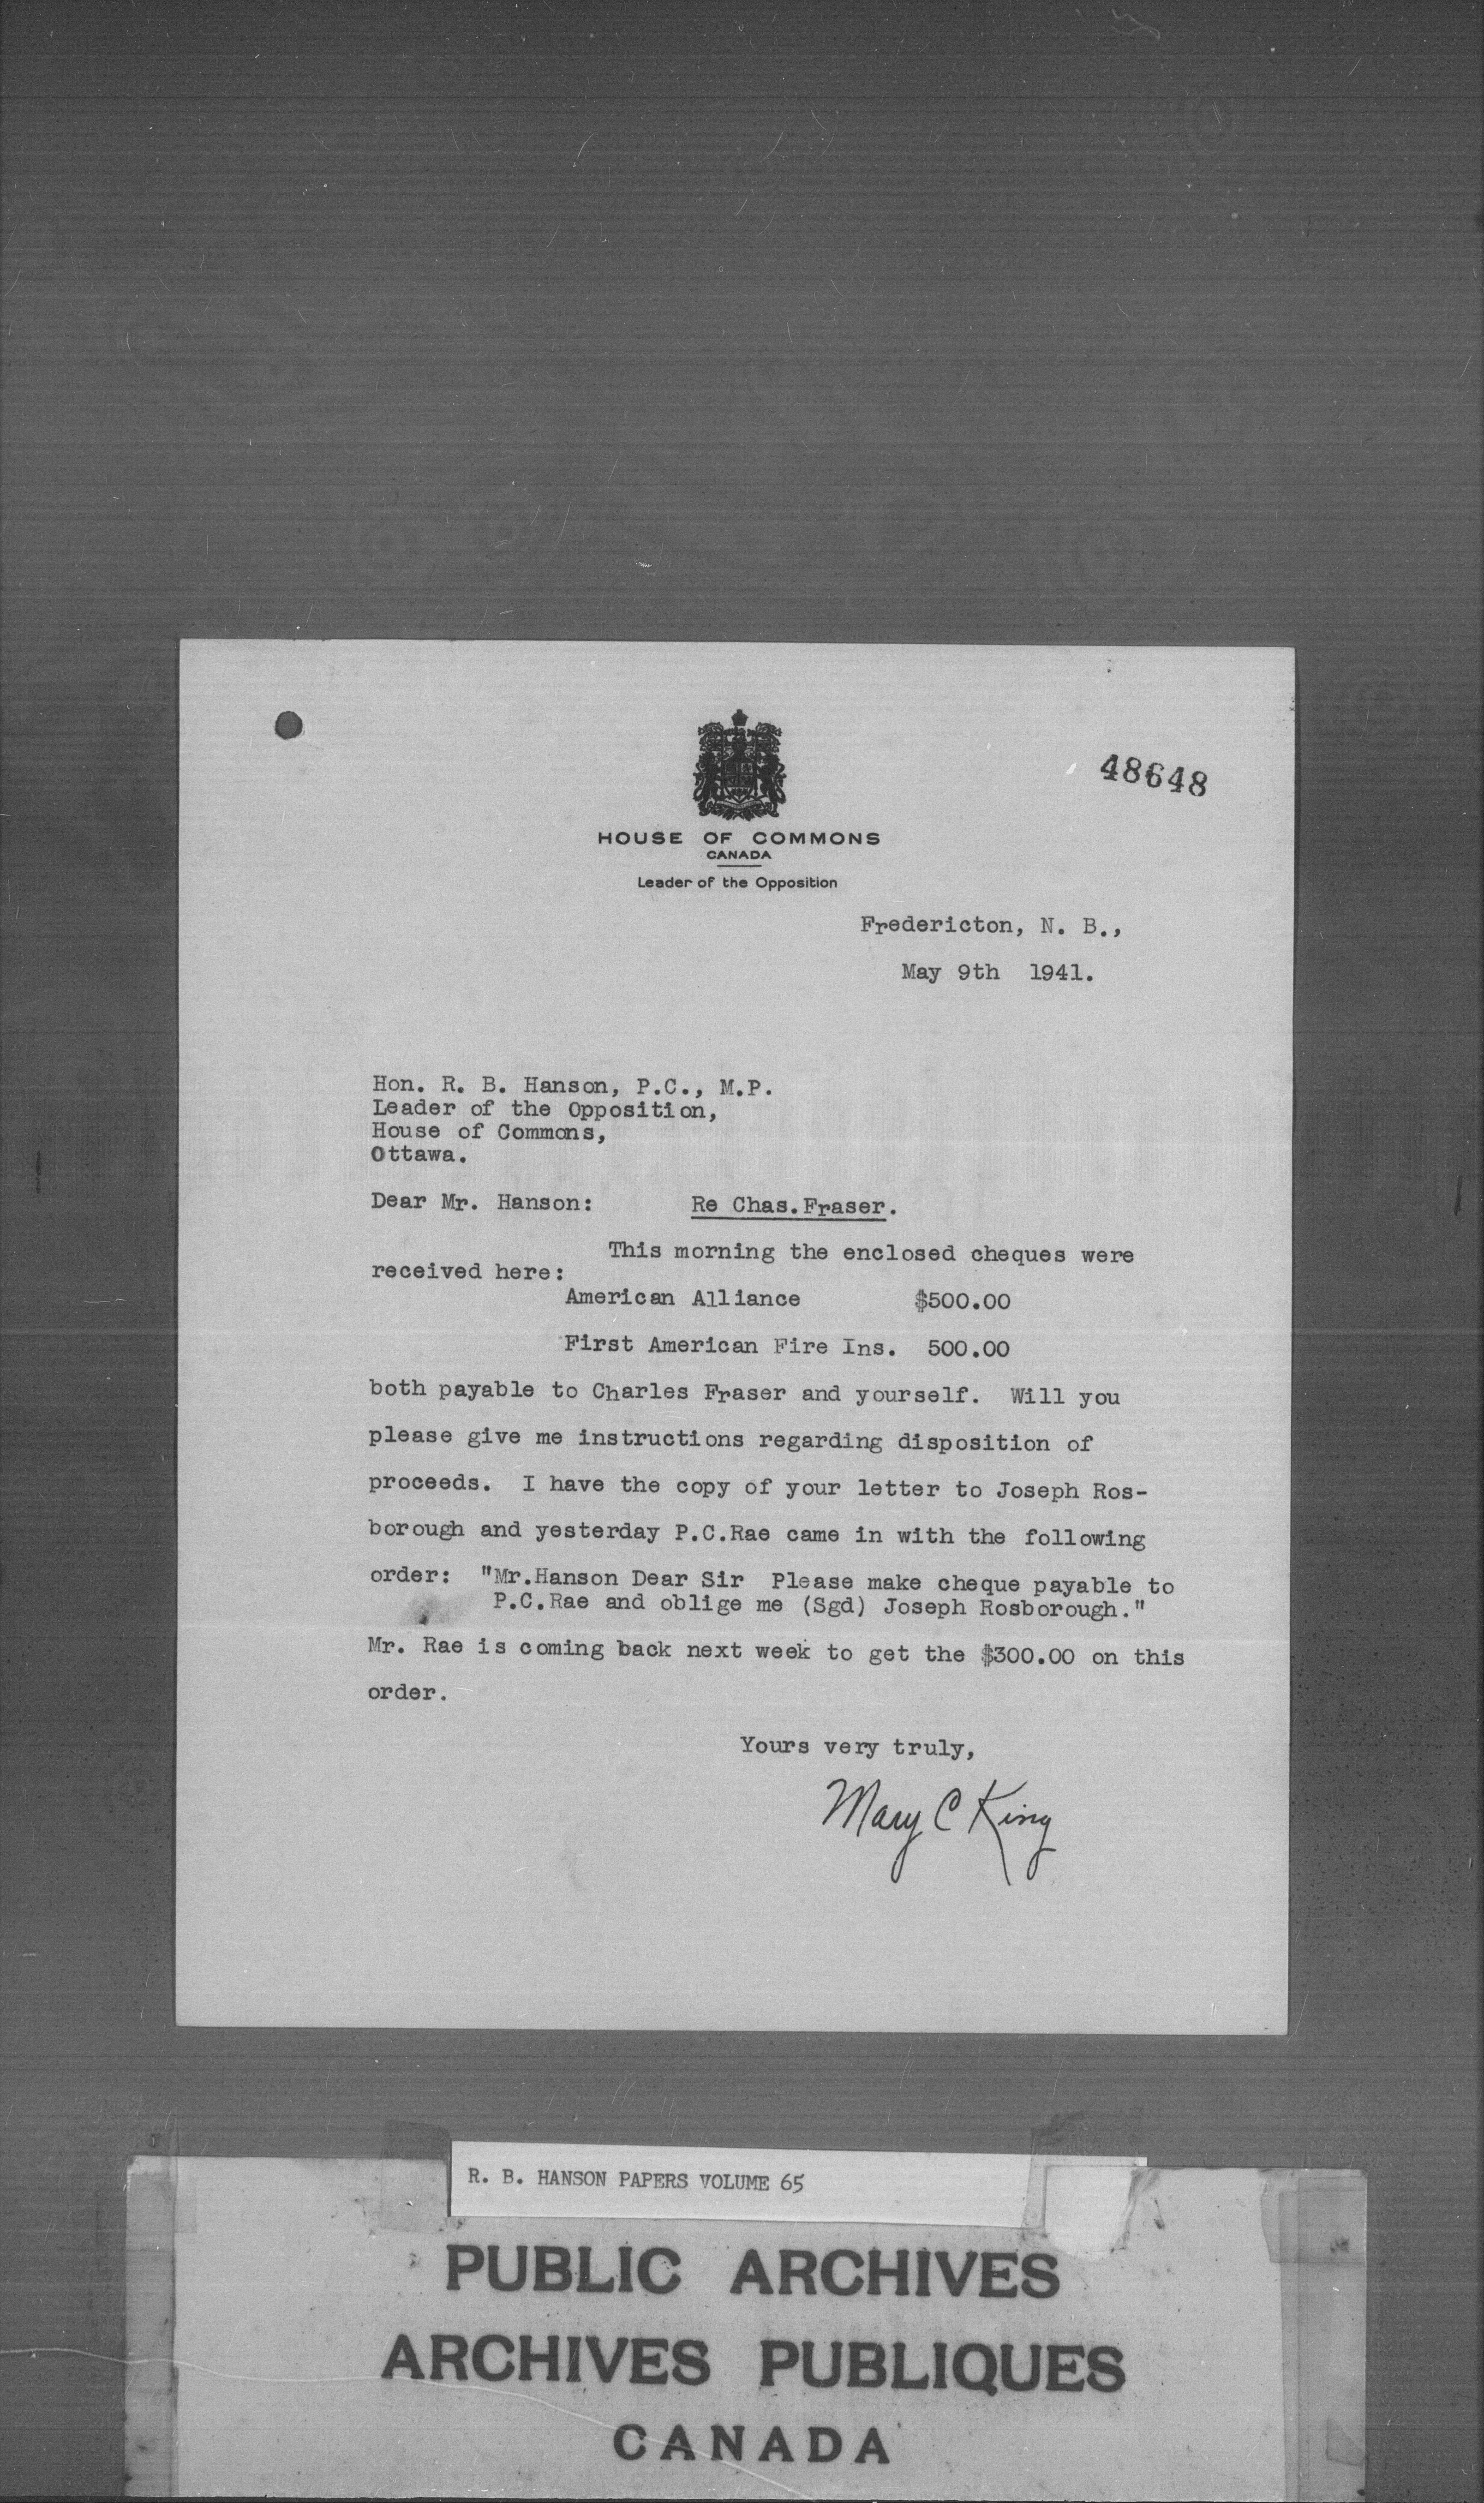 48648
HOUSE OF COMMONS
CANADA
Leader of the Opposition
Fredericton, N. B.,
May 9th 1941.
Hon. R. B. Hanson, P.C., M.P.
Leader of the Opposition,
House of Commons,
Ottawa.
Dear Mr. Hanson: Re Chas.Fraser.
This morning the enclosed cheques were
received here:
American Alliance $500.00
First American Fire Ins. 500.00
both payable to Charles Fraser and yourself. Will you
please give me instructions regarding disposition of
proceeds. I have the copy of your letter to Joseph Ros-
borough and yesterday P.C.Rae came in with the following
order: "Mr.Hanson Dear Sir Please make cheque payable to
P.C.Rae and oblige me (Sgd) Joseph Rosborough."
Mr. Rae is coming back next week to get the $300.00 on this
order.
Yours very truly,
Mary C King
R. B. HANSON PAPERS VOLUME 65
PUBLIC ARCHIVES
ARCHIVES PUBLIQUES
CANADA